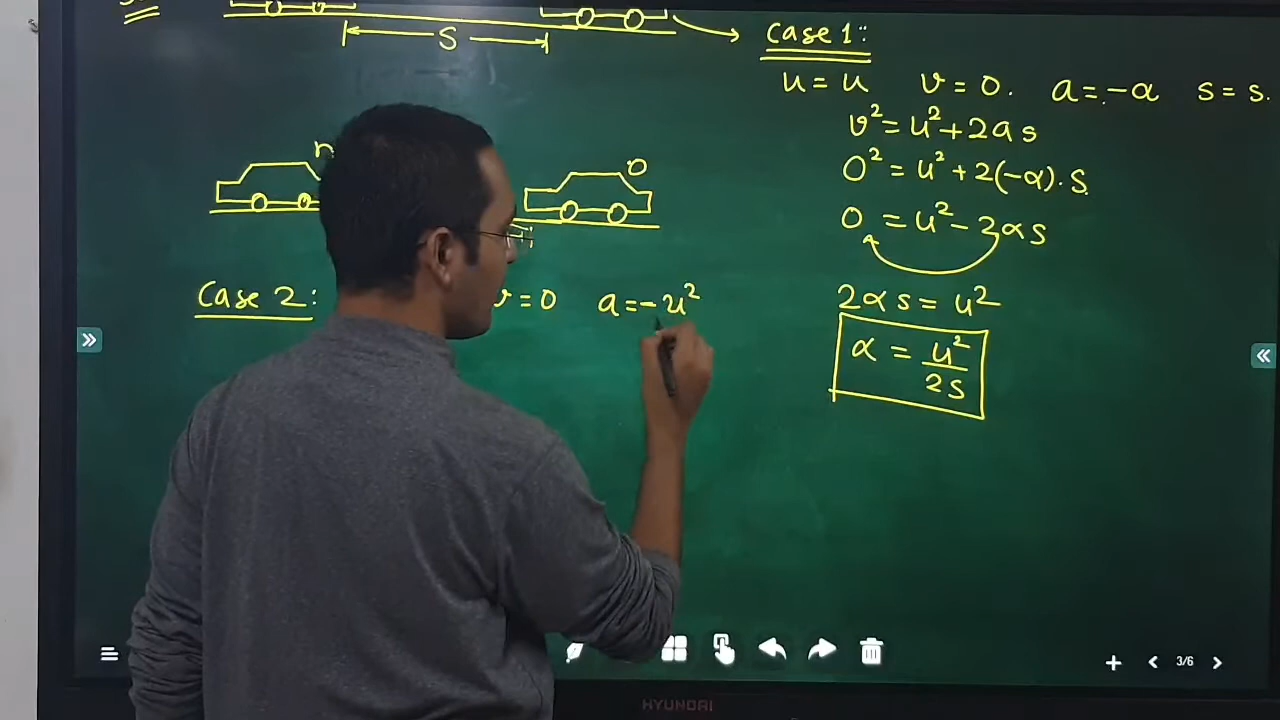 S
Case 1:
u = u v = 0. a = -α s = s.
v² = u² + 2as
0² = u² + 2(-α)·s
0 = u² - 2αs
n
0
Case 2: v = 0 a = -u²
2αs = u²
α = u²/2s
3/6
HYUNDAI